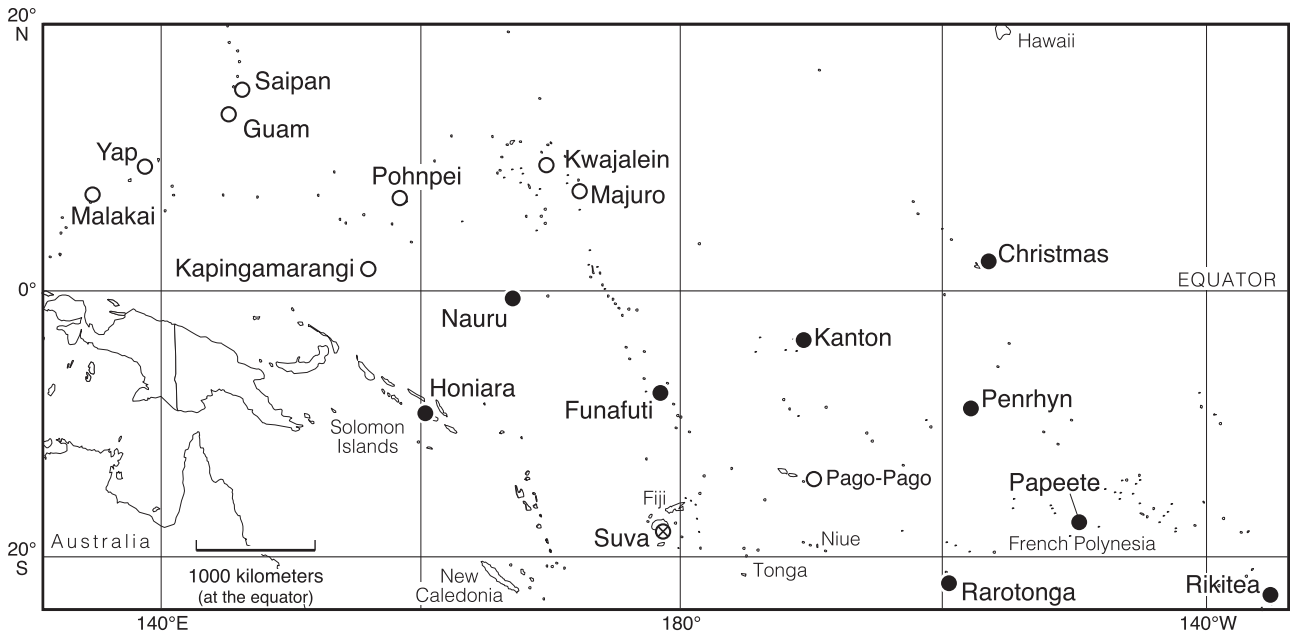 20°
N
Hawaii
Saipan
Guam
Yap
Kwajalein
Pohnpei
Majuro
Malakai
Christmas
Kapingamarangi
EQUATOR
0°
Nauru
Kanton
Honiara
Penrhyn
Funafuti
Solomon
Islands
Pago-Pago
Papeete
Fiji
Suva
Niue
Australia
French Polynesia
20°
S
1000 kilometers
(at the equator)
New
Caledonia
Tonga
Rarotonga
Rikitea
140°E
180°
140°W